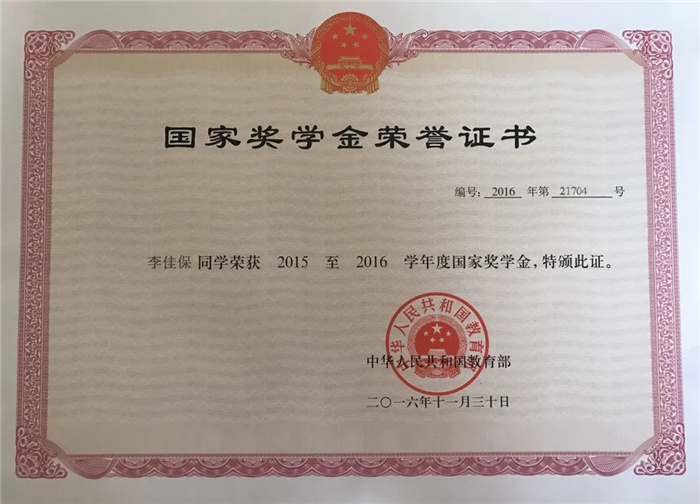 国家奖学金荣誉证书
编号: 2016 年第 21704 号
李佳保 同学荣获 2015 至 2016 学年度国家奖学金，特颁此证。
中华人民共和国教育部
中华人民共和国教育部
二〇一六年十一月三十日